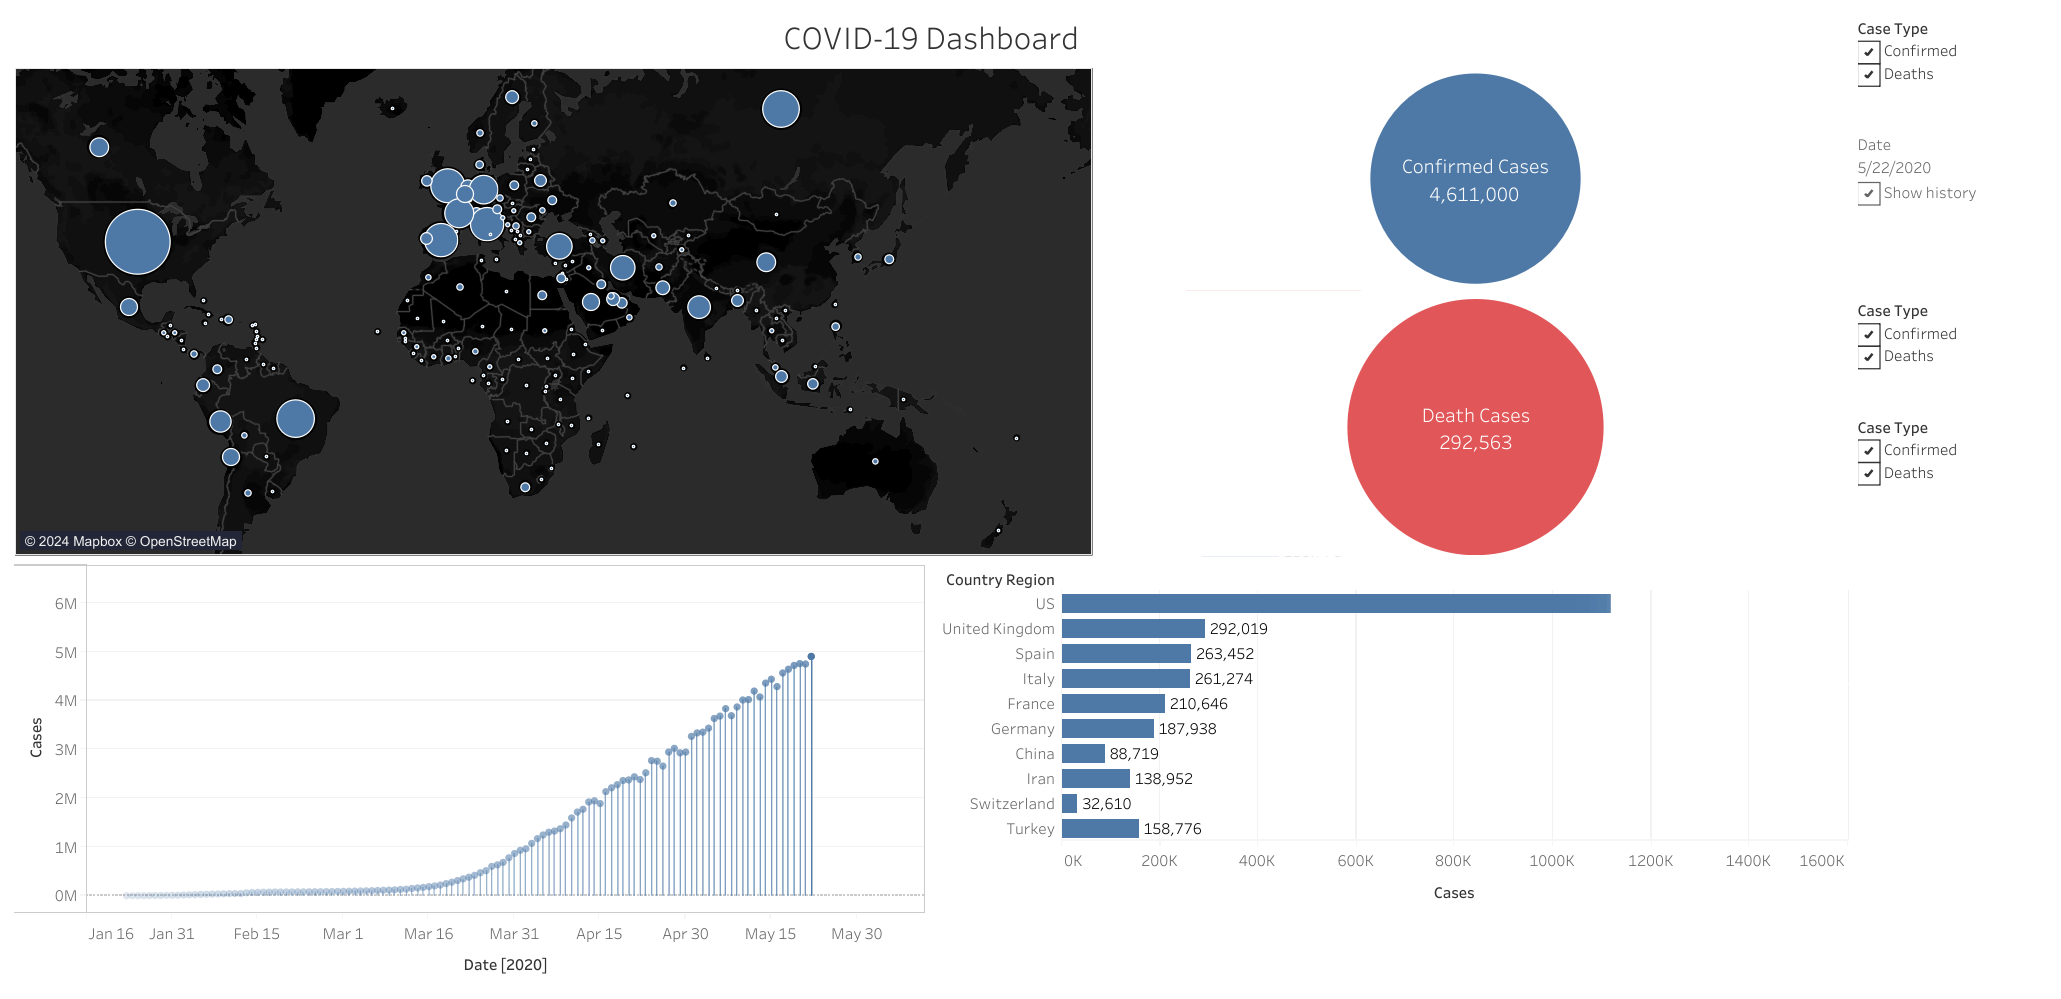 COVID-19 Dashboard
Case Type
Confirmed
Deaths
Date
5/22/2020
Show history
Confirmed Cases
4,611,000
Case Type
Confirmed
Deaths
Death Cases
292,563
Case Type
Confirmed
Deaths
© 2024 Mapbox © OpenStreetMap
6M
5M
4M
3M
2M
1M
0M
Cases
Jan 16 Jan 31 Feb 15 Mar 1 Mar 16 Mar 31 Apr 15 Apr 30 May 15 May 30
Date [2020]
Country Region
US
United Kingdom 292,019
Spain 263,452
Italy 261,274
France 210,646
Germany 187,938
China 88,719
Iran 138,952
Switzerland 32,610
Turkey 158,776
0K 200K 400K 600K 800K 1000K 1200K 1400K 1600K
Cases